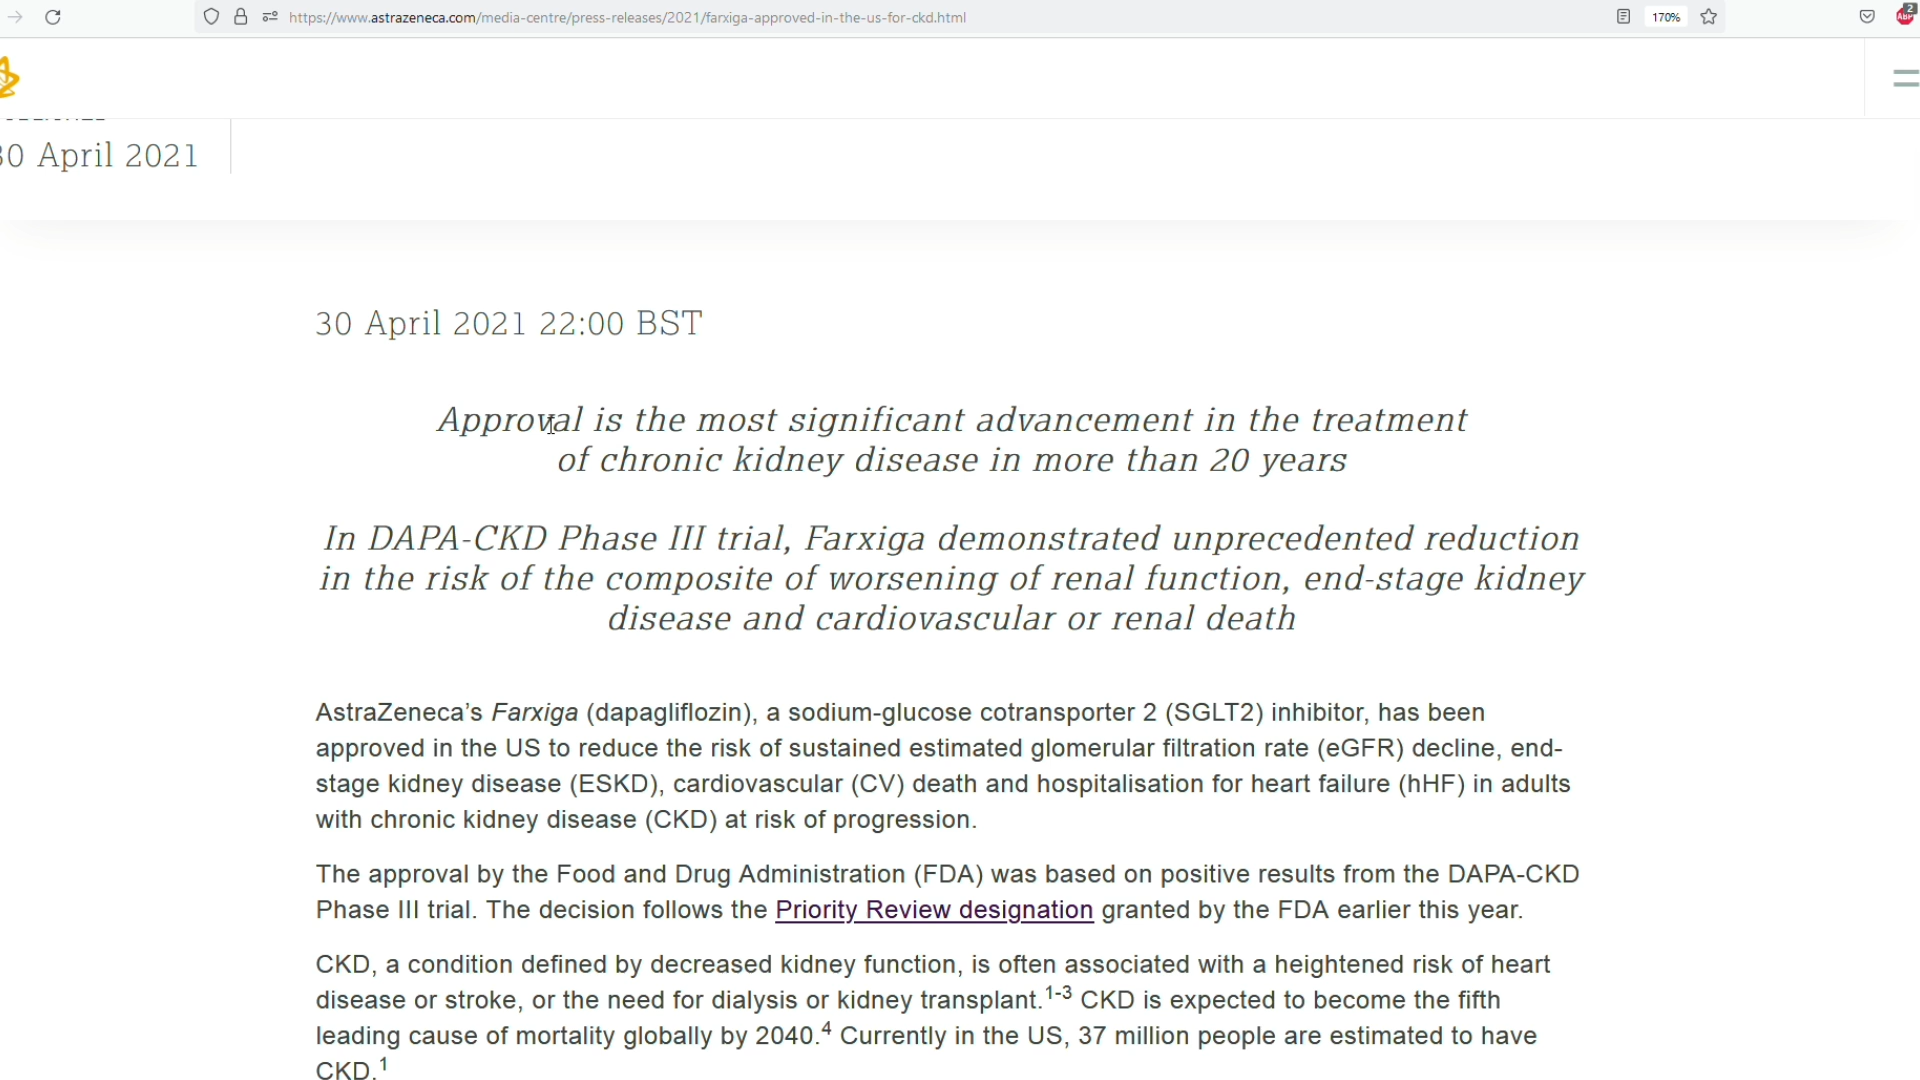 https://www.astrazeneca.com/media-centre/press-releases/2021/farxiga-approved-in-the-us-for-ckd.html
170%
ABP
2
30 April 2021
30 April 2021 22:00 BST
Approval is the most significant advancement in the treatment
of chronic kidney disease in more than 20 years
In DAPA-CKD Phase III trial, Farxiga demonstrated unprecedented reduction
in the risk of the composite of worsening of renal function, end-stage kidney
disease and cardiovascular or renal death
AstraZeneca’s Farxiga (dapagliflozin), a sodium-glucose cotransporter 2 (SGLT2) inhibitor, has been
approved in the US to reduce the risk of sustained estimated glomerular filtration rate (eGFR) decline, end-
stage kidney disease (ESKD), cardiovascular (CV) death and hospitalisation for heart failure (hHF) in adults
with chronic kidney disease (CKD) at risk of progression.
The approval by the Food and Drug Administration (FDA) was based on positive results from the DAPA-CKD
Phase III trial. The decision follows the Priority Review designation granted by the FDA earlier this year.
CKD, a condition defined by decreased kidney function, is often associated with a heightened risk of heart
disease or stroke, or the need for dialysis or kidney transplant.1-3 CKD is expected to become the fifth
leading cause of mortality globally by 2040.4 Currently in the US, 37 million people are estimated to have
CKD.1